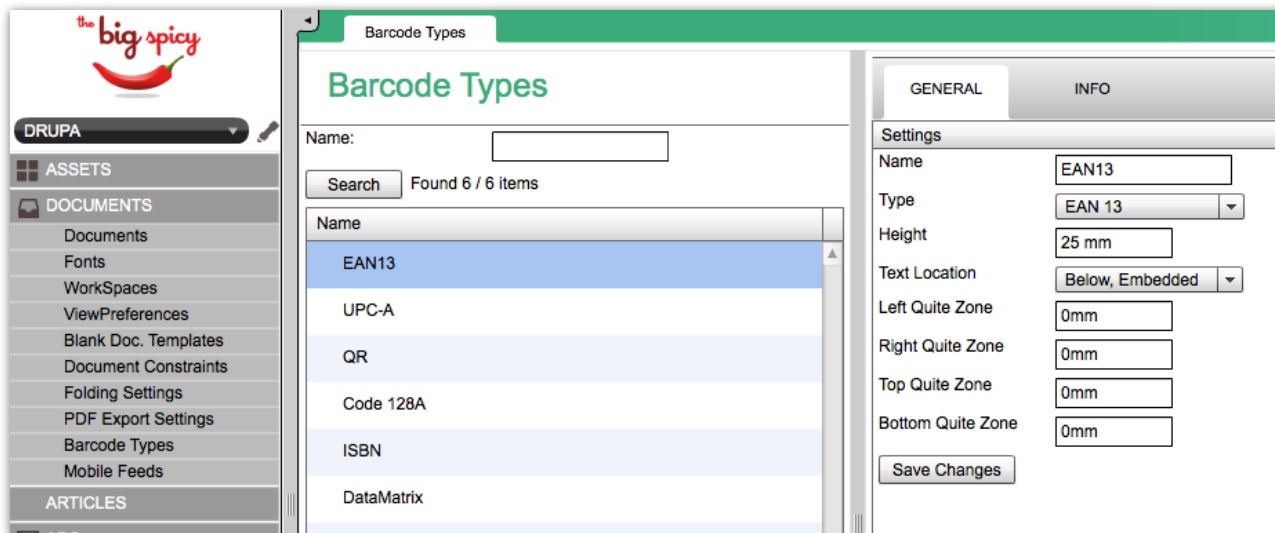 the big spicy
DRUPA
ASSETS
DOCUMENTS
Documents
Fonts
WorkSpaces
ViewPreferences
Blank Doc. Templates
Document Constraints
Folding Settings
PDF Export Settings
Barcode Types
Mobile Feeds
ARTICLES
Barcode Types
Barcode Types
Name:
Search Found 6 / 6 items
Name
EAN13
UPC-A
QR
Code 128A
ISBN
DataMatrix
GENERAL INFO
Settings
Name EAN13
Type EAN 13
Height 25 mm
Text Location Below, Embedded
Left Quite Zone 0mm
Right Quite Zone 0mm
Top Quite Zone 0mm
Bottom Quite Zone 0mm
Save Changes